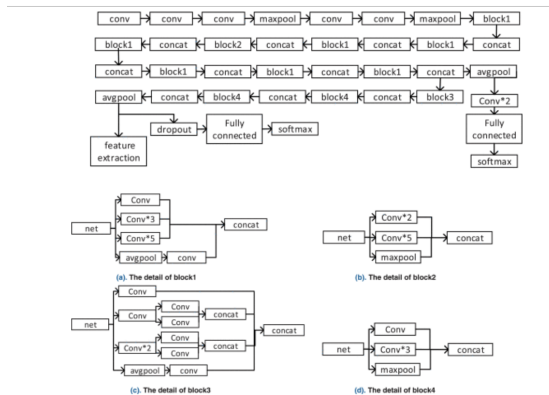 conv conv conv maxpool conv conv maxpool block1
block1 concat block2 concat block1 concat block1 concat
concat block1 concat block1 concat block1 concat avgpool
avgpool concat block4 concat block4 concat block3 Conv*2
dropout Fully connected softmax Fully connected
feature extraction
softmax
Conv
Conv*3
net
Conv*5
avgpool conv
concat
(a). The detail of block1
Conv*2
net
Conv*5
concat
maxpool
(b). The detail of block2
Conv
Conv
Conv
Conv
concat
net
concat
Conv*2
Conv
Conv
concat
avgpool conv
(c). The detail of block3
Conv
net
Conv*3
concat
maxpool
(d). The detail of block4